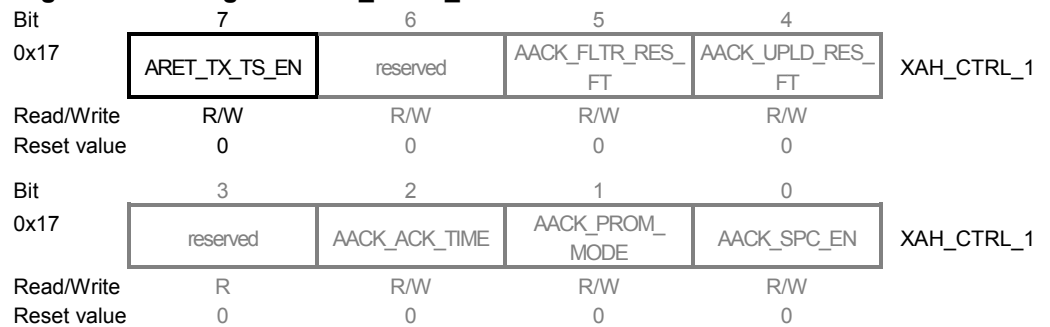 Bit 7 6 5 4
0x17 ARET_TX_TS_EN reserved AACK_FLTR_RES_ AACK_UPLD_RES_ XAH_CTRL_1
FT FT
Read/Write R/W R/W R/W R/W
Reset value 0 0 0 0
Bit 3 2 1 0
0x17 reserved AACK_ACK_TIME AACK_PROM_ AACK_SPC_EN XAH_CTRL_1
MODE
Read/Write R R/W R/W R/W
Reset value 0 0 0 0